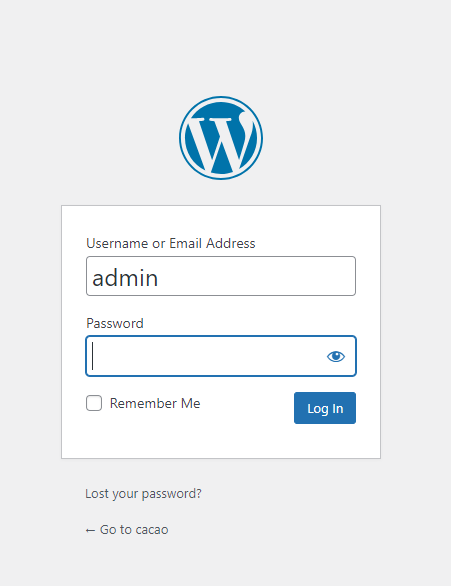 Username or Email Address
admin
Password
Remember Me
Log In
Lost your password?
← Go to cacao